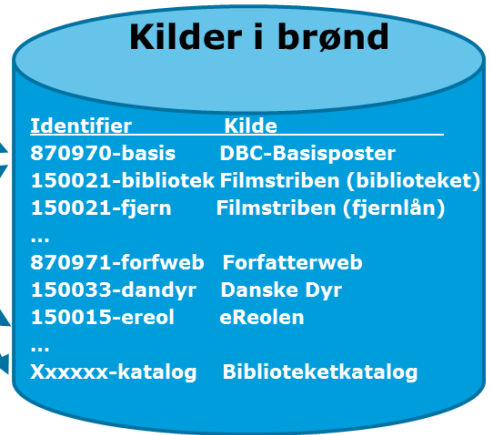 Kilder i brønd
Identifier Kilde
870970-basis DBC-Basisposter
150021-bibliotek Filmstriben (biblioteket)
150021-fjern Filmstriben (fjernlån)
...
870971-forfweb Forfatterweb
150033-dandyr Danske Dyr
150015-ereol eReolen
...
Xxxxxx-katalog Biblioteketkatalog